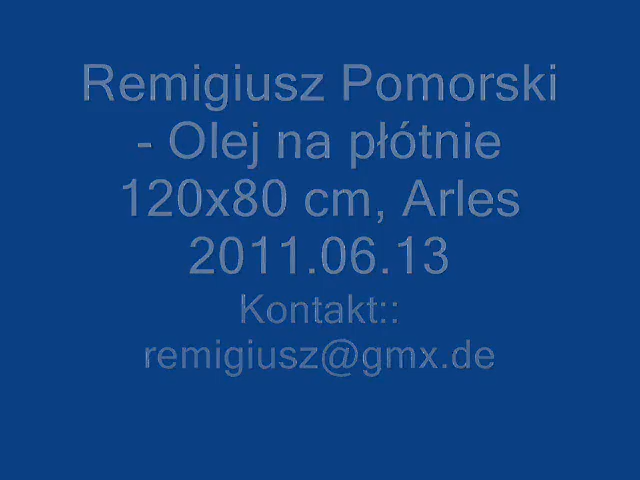 Remigiusz Pomorski
- Olej na płótnie
120x80 cm, Arles
2011.06.13
Kontakt::
remigiusz@gmx.de